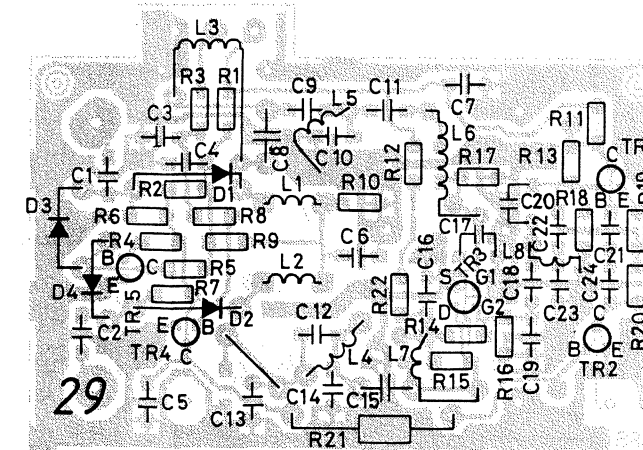 L3
R3 R1
C3
C4
C9
L5
C11
C7
C8
C10
L6
R11
R12
R17
R13
C
TR
C1
R2
D1
L1
R10
D3
R6
R8
C20
R18
B E
R4
R9
C6
C16
C17
C22
C21
B C
R5
L2
TR3
L8
S G1
C18
C24
D4
E
R7
TR5
R22
D G2
C23
C2
E B
D2
C12
R14
R20
TR4
C
L4
L7
R15
R16
C19
B E
C
TR2
29
C5
C13
C14
C15
R21